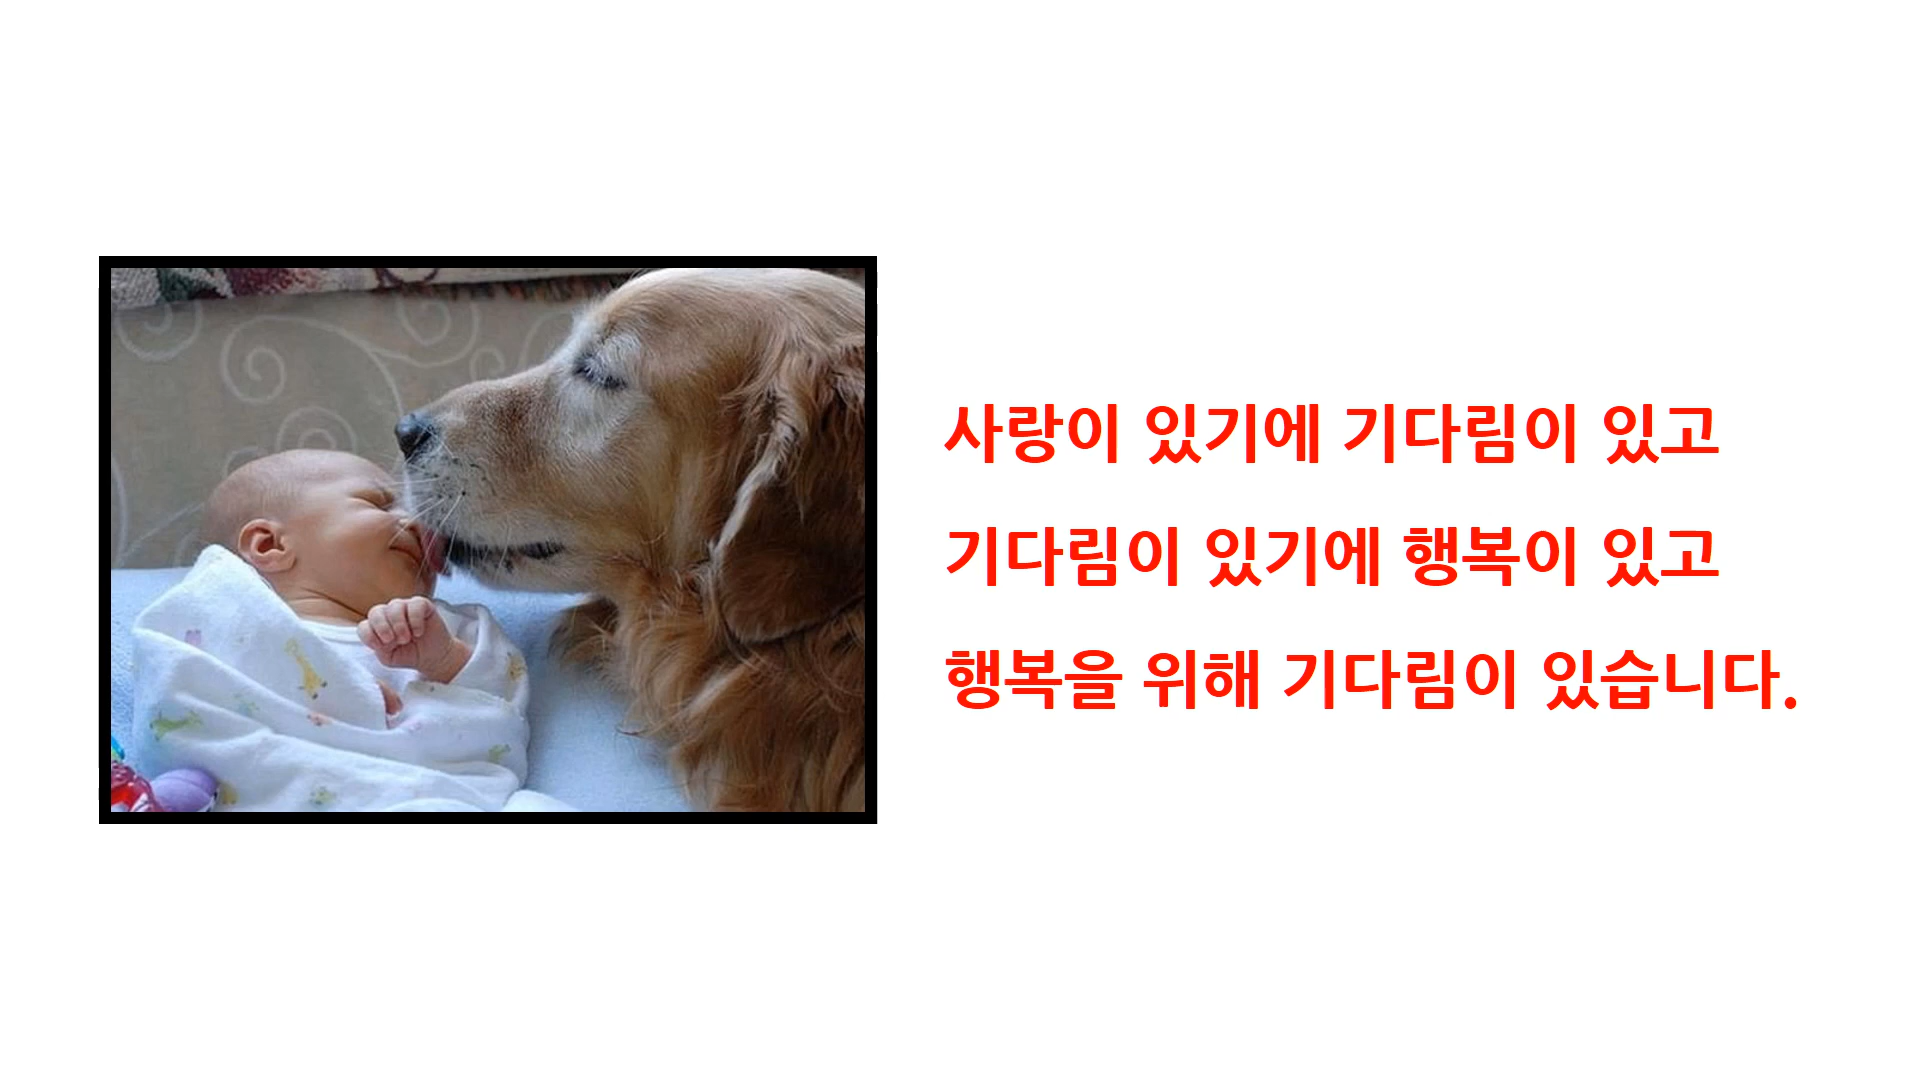 사랑이 있기에 기다림이 있고
기다림이 있기에 행복이 있고
행복을 위해 기다림이 있습니다.